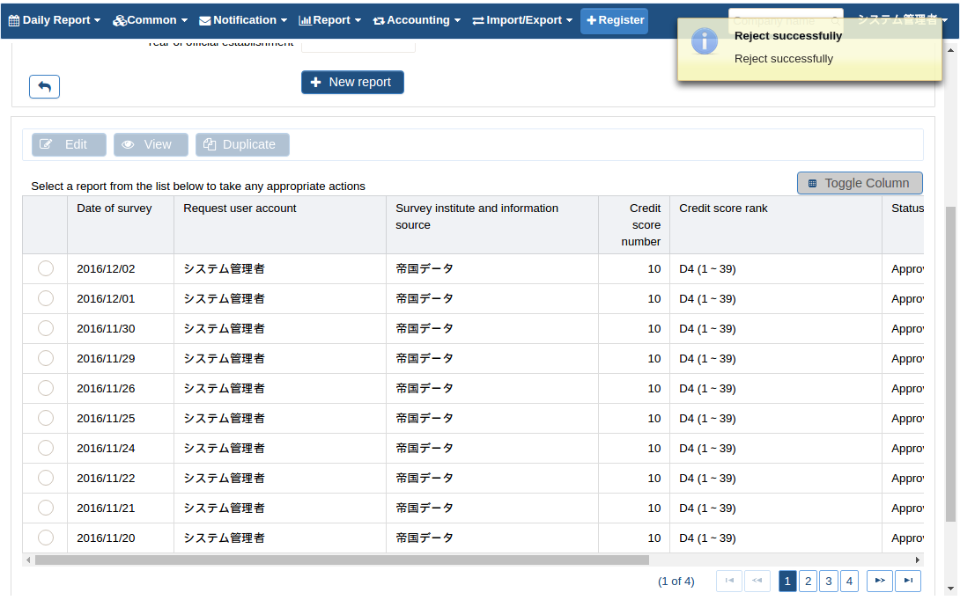 Daily Report Common Notification Report Accounting Import/Export Register システム管理者
Reject successfully
Reject successfully
Year of official establishment
New report
Edit View Duplicate
Toggle Column
Select a report from the list below to take any appropriate actions
Date of survey Request user account Survey institute and information source Credit score number Credit score rank Status
2016/12/02 システム管理者 帝国データ 10 D4 (1 ~ 39) Approv
2016/12/01 システム管理者 帝国データ 10 D4 (1 ~ 39) Approv
2016/11/30 システム管理者 帝国データ 10 D4 (1 ~ 39) Approv
2016/11/29 システム管理者 帝国データ 10 D4 (1 ~ 39) Approv
2016/11/26 システム管理者 帝国データ 10 D4 (1 ~ 39) Approv
2016/11/25 システム管理者 帝国データ 10 D4 (1 ~ 39) Approv
2016/11/24 システム管理者 帝国データ 10 D4 (1 ~ 39) Approv
2016/11/22 システム管理者 帝国データ 10 D4 (1 ~ 39) Approv
2016/11/21 システム管理者 帝国データ 10 D4 (1 ~ 39) Approv
2016/11/20 システム管理者 帝国データ 10 D4 (1 ~ 39) Approv
(1 of 4) 1 2 3 4